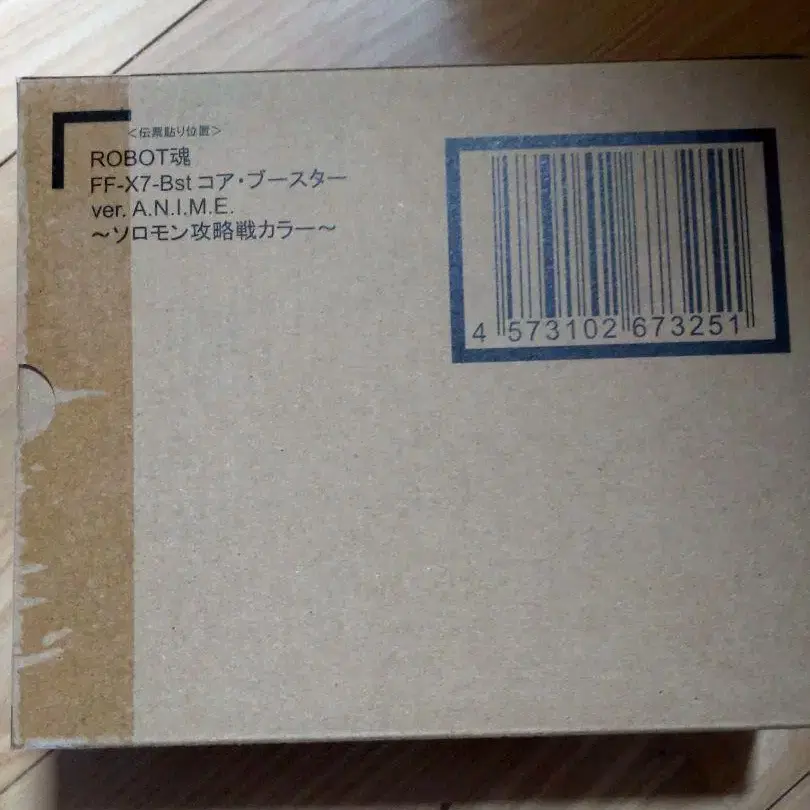 <伝票貼り位置>
ROBOT魂
FF-X7-Bst コア・ブースター
ver. A.N.I.M.E.
～ソロモン攻略戦カラー～
4 573102 673251